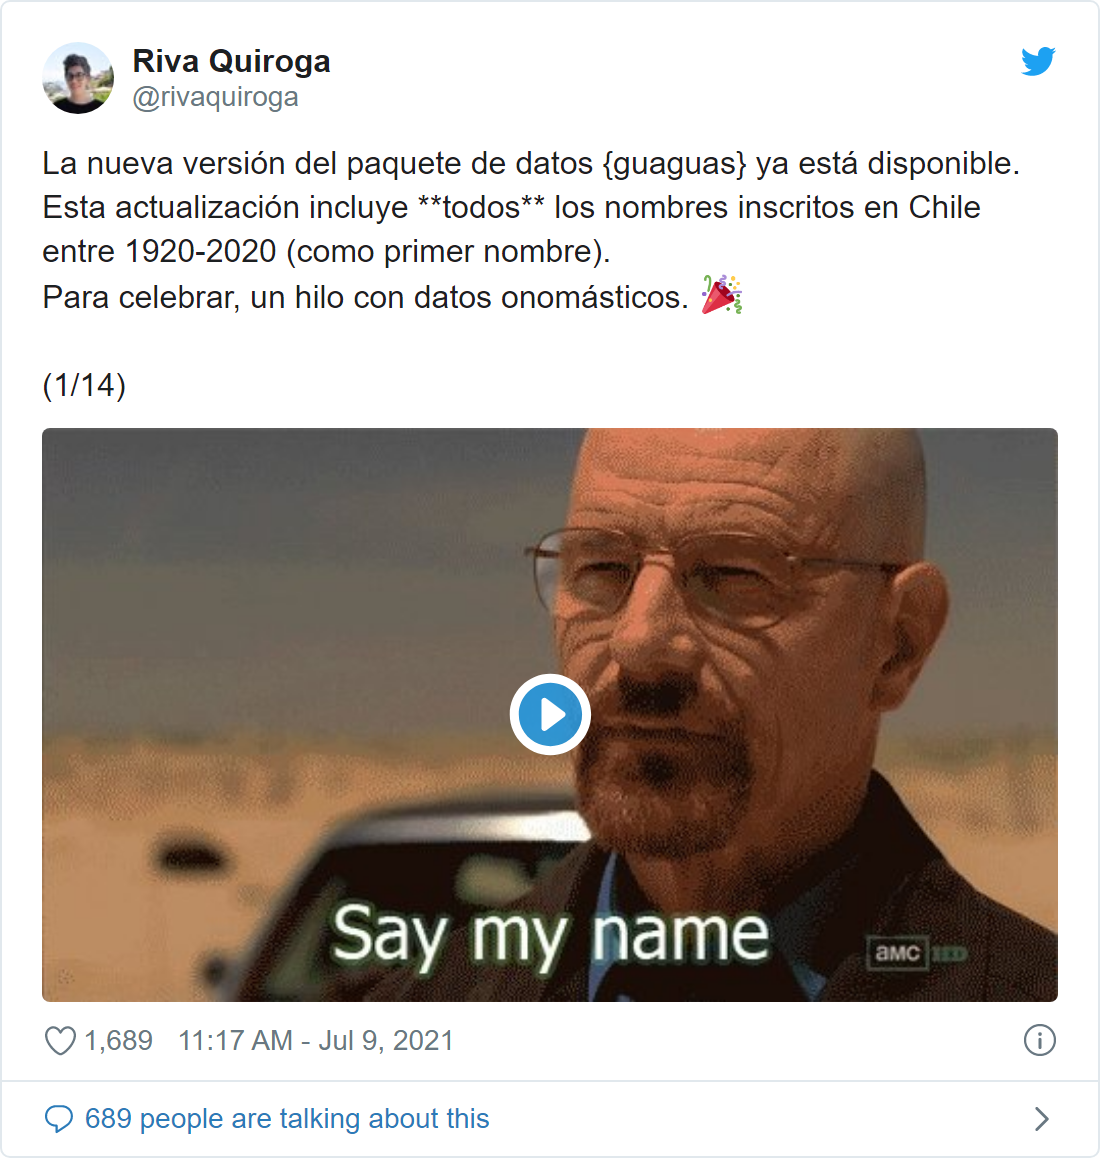 Riva Quiroga
@rivaquiroga
La nueva versión del paquete de datos {guaguas} ya está disponible.
Esta actualización incluye **todos** los nombres inscritos en Chile
entre 1920-2020 (como primer nombre).
Para celebrar, un hilo con datos onomásticos. 🎉
(1/14)
Say my name
aMC HD
1,689 11:17 AM - Jul 9, 2021
689 people are talking about this